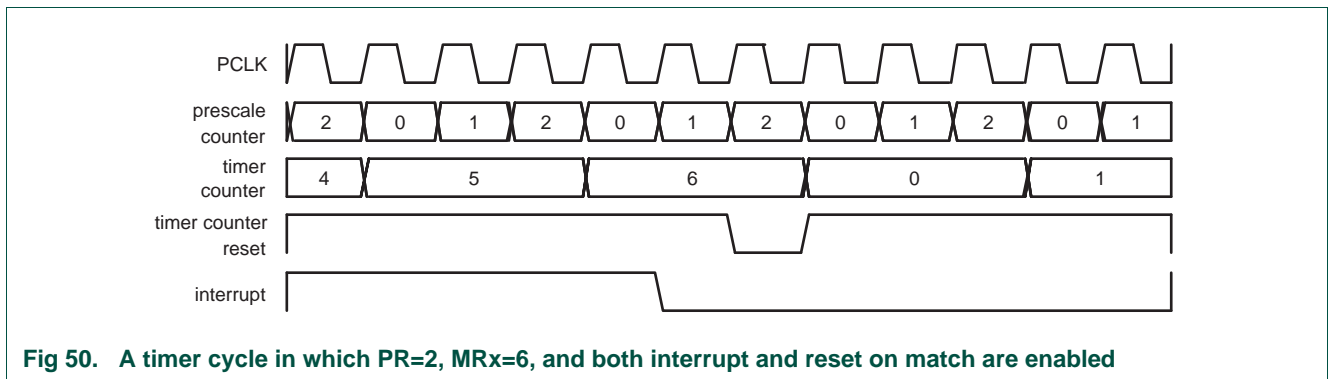 PCLK
prescale
counter
2 0 1 2 0 1 2 0 1 2 0 1
timer
counter
4 5 6 0 1
timer counter
reset
interrupt
Fig 50. A timer cycle in which PR=2, MRx=6, and both interrupt and reset on match are enabled